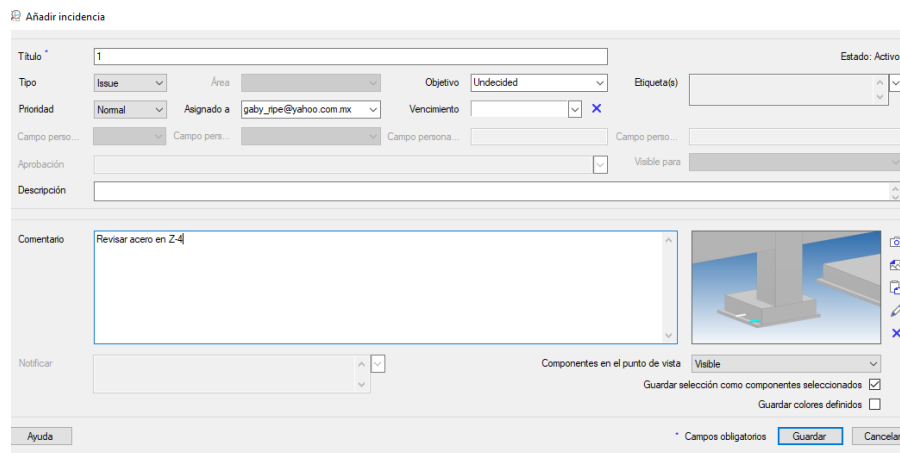 Añadir incidencia
Título * 1 Estado: Activo
Tipo Issue Área Objetivo Undecided Etiqueta(s)
Prioridad Normal Asignado a gaby_ripe@yahoo.com.mx Vencimiento
Campo perso... Campo pers... Campo persona... Campo perso...
Aprobación Visible para
Descripción
Comentario Revisar acero en Z-4
Notificar Componentes en el punto de vista Visible
Guardar selección como componentes seleccionados
Guardar colores definidos
Ayuda * Campos obligatorios Guardar Cancelar